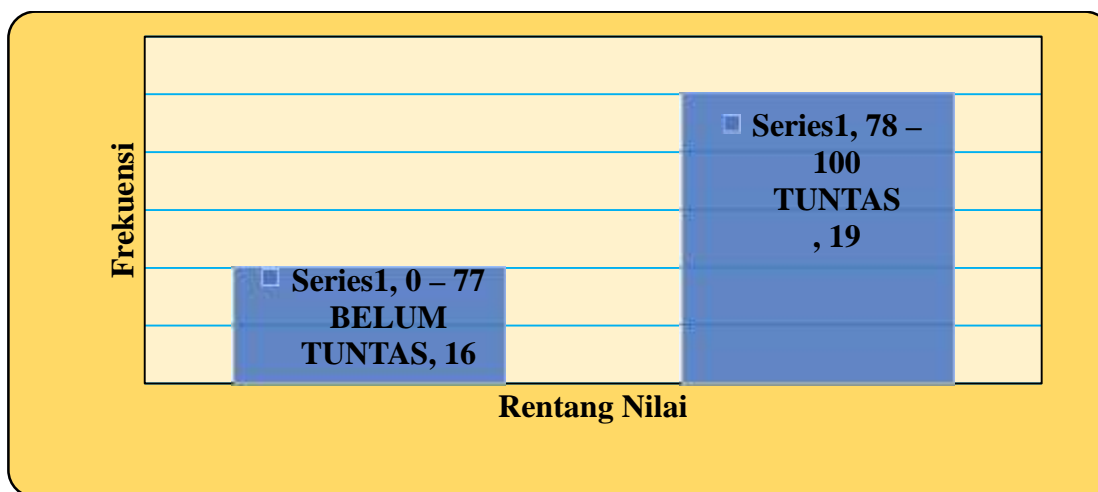 Frekuensi
Series1, 0 – 77
BELUM
TUNTAS, 16
Series1, 78 –
100
TUNTAS
, 19
Rentang Nilai